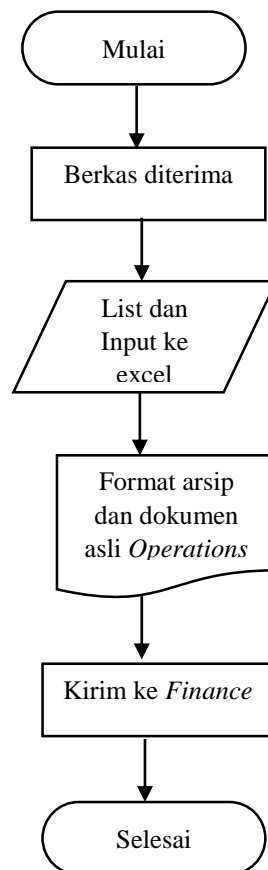 Mulai
Berkas diterima
List dan
Input ke
excel
Format arsip
dan dokumen
asli Operations
Kirim ke Finance
Selesai